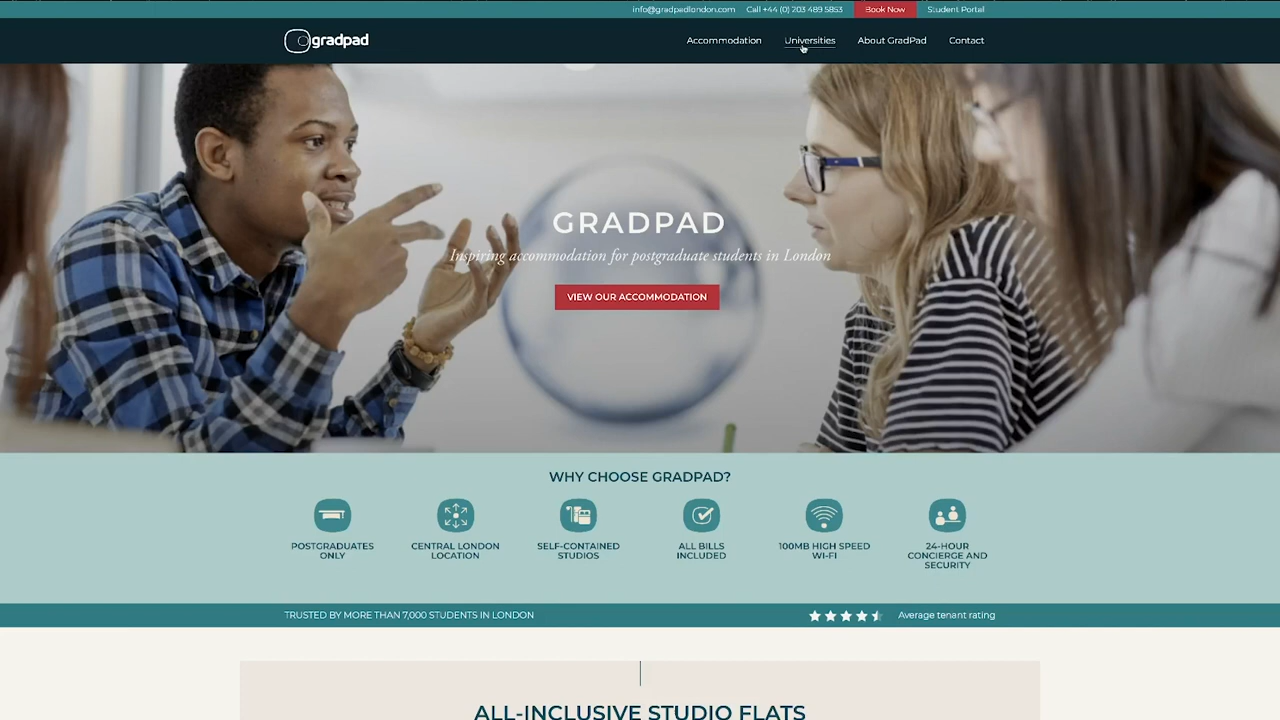 info@gradpadlondon.com Call +44 (0) 203 489 5853 Book Now Student Portal
gradpad
Accommodation Universities About GradPad Contact
GRADPAD
Inspiring accommodation for postgraduate students in London
VIEW OUR ACCOMMODATION
WHY CHOOSE GRADPAD?
POSTGRADUATES
ONLY
CENTRAL LONDON
LOCATION
SELF-CONTAINED
STUDIOS
ALL BILLS
INCLUDED
100MB HIGH SPEED
WI-FI
24-HOUR
CONCIERGE AND
SECURITY
TRUSTED BY MORE THAN 7,000 STUDENTS IN LONDON
Average tenant rating
ALL-INCLUSIVE STUDIO FLATS